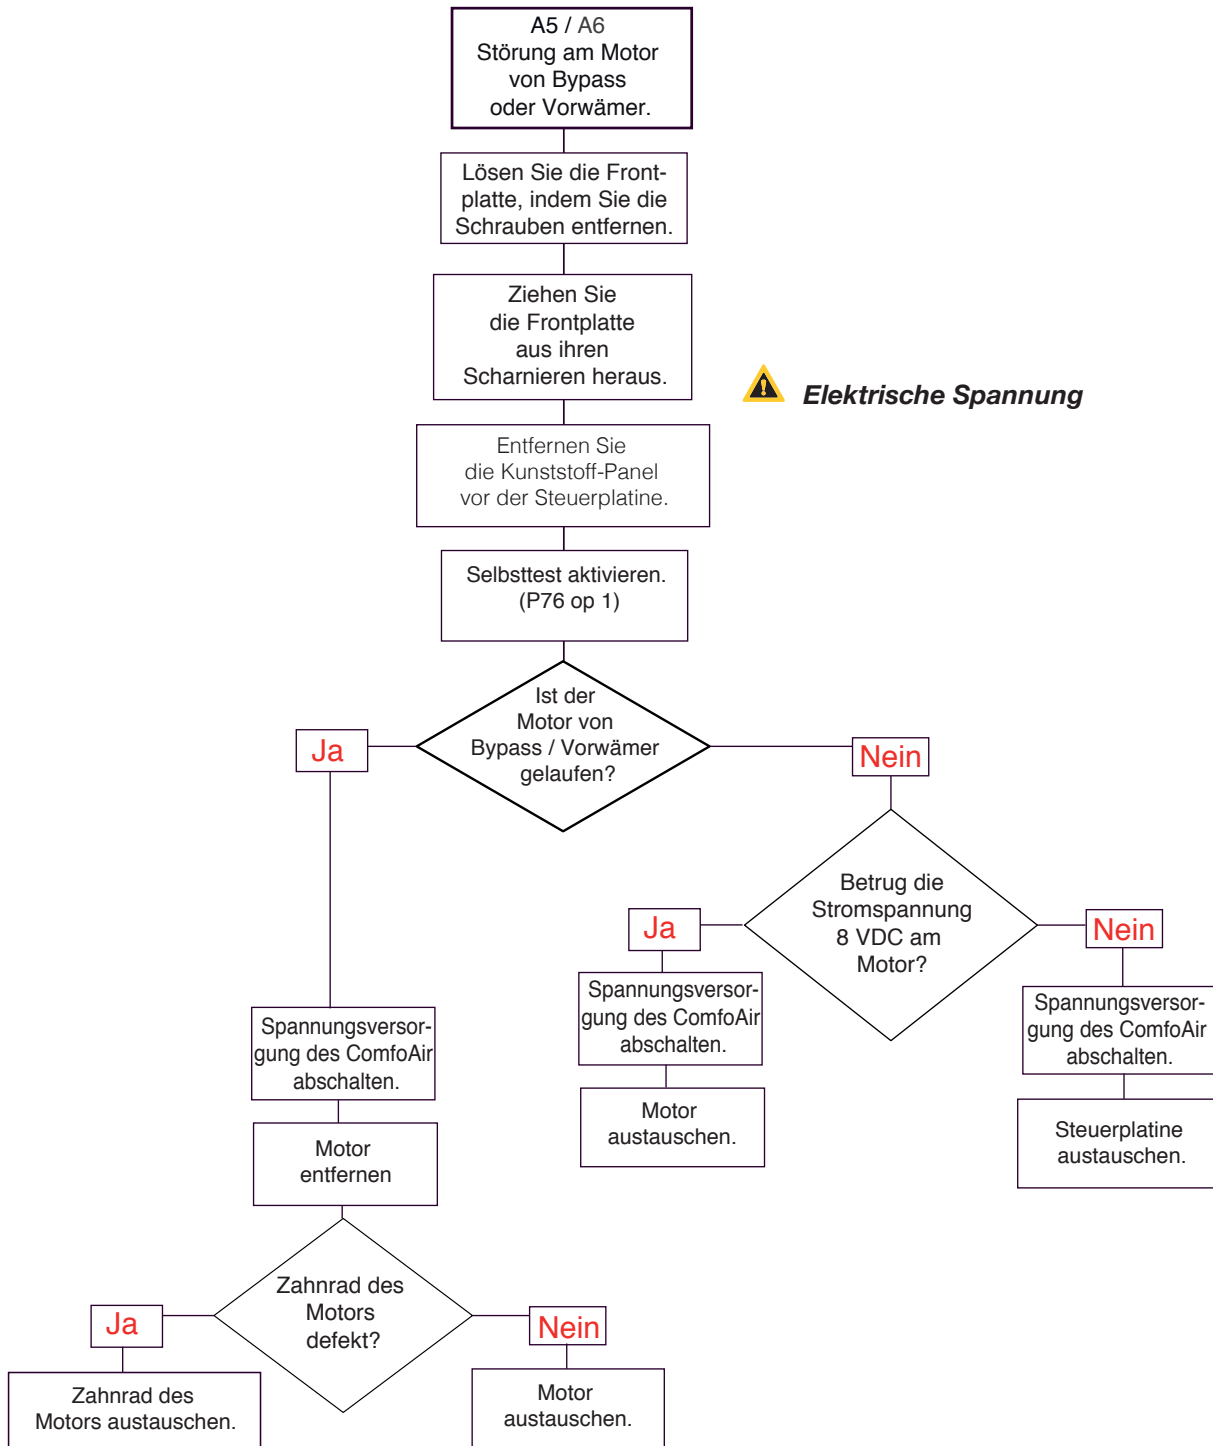 A5 / A6
Störung am Motor
von Bypass
oder Vorwämer.
Lösen Sie die Front-
platte, indem Sie die
Schrauben entfernen.
Ziehen Sie
die Frontplatte
aus ihren
Scharnieren heraus.
Elektrische Spannung
Entfernen Sie
die Kunststoff-Panel
vor der Steuerplatine.
Selbsttest aktivieren.
(P76 op 1)
Ist der
Motor von
Bypass / Vorwämer
gelaufen?
Ja
Nein
Betrug die
Stromspannung
8 VDC am
Motor?
Ja
Nein
Spannungsversor-
gung des ComfoAir
abschalten.
Motor
austauschen.
Spannungsversor-
gung des ComfoAir
abschalten.
Steuerplatine
austauschen.
Spannungsversor-
gung des ComfoAir
abschalten.
Motor
entfernen
Zahnrad des
Motors
defekt?
Ja
Nein
Zahnrad des
Motors austauschen.
Motor
austauschen.